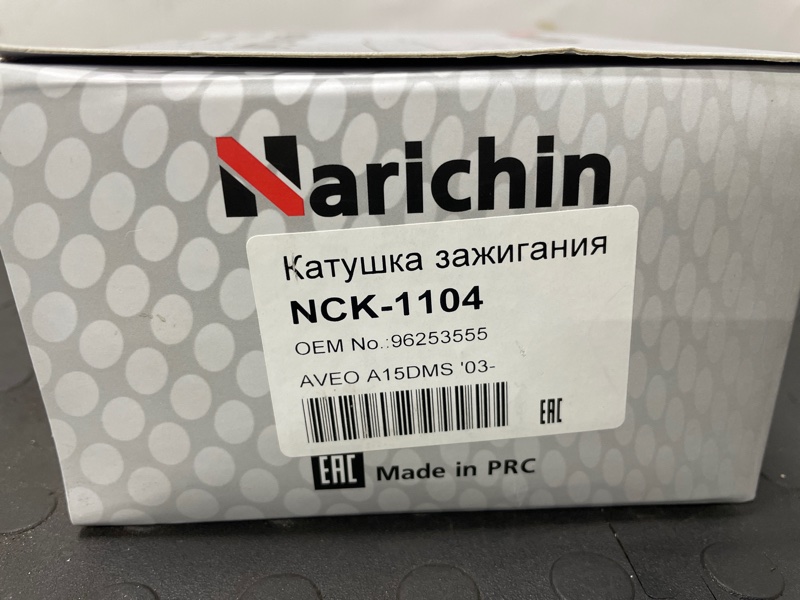 Narichin
Катушка зажигания
NCK-1104
OEM No.:96253555
AVEO A15DMS '03-
EAC
EAC Made in PRC